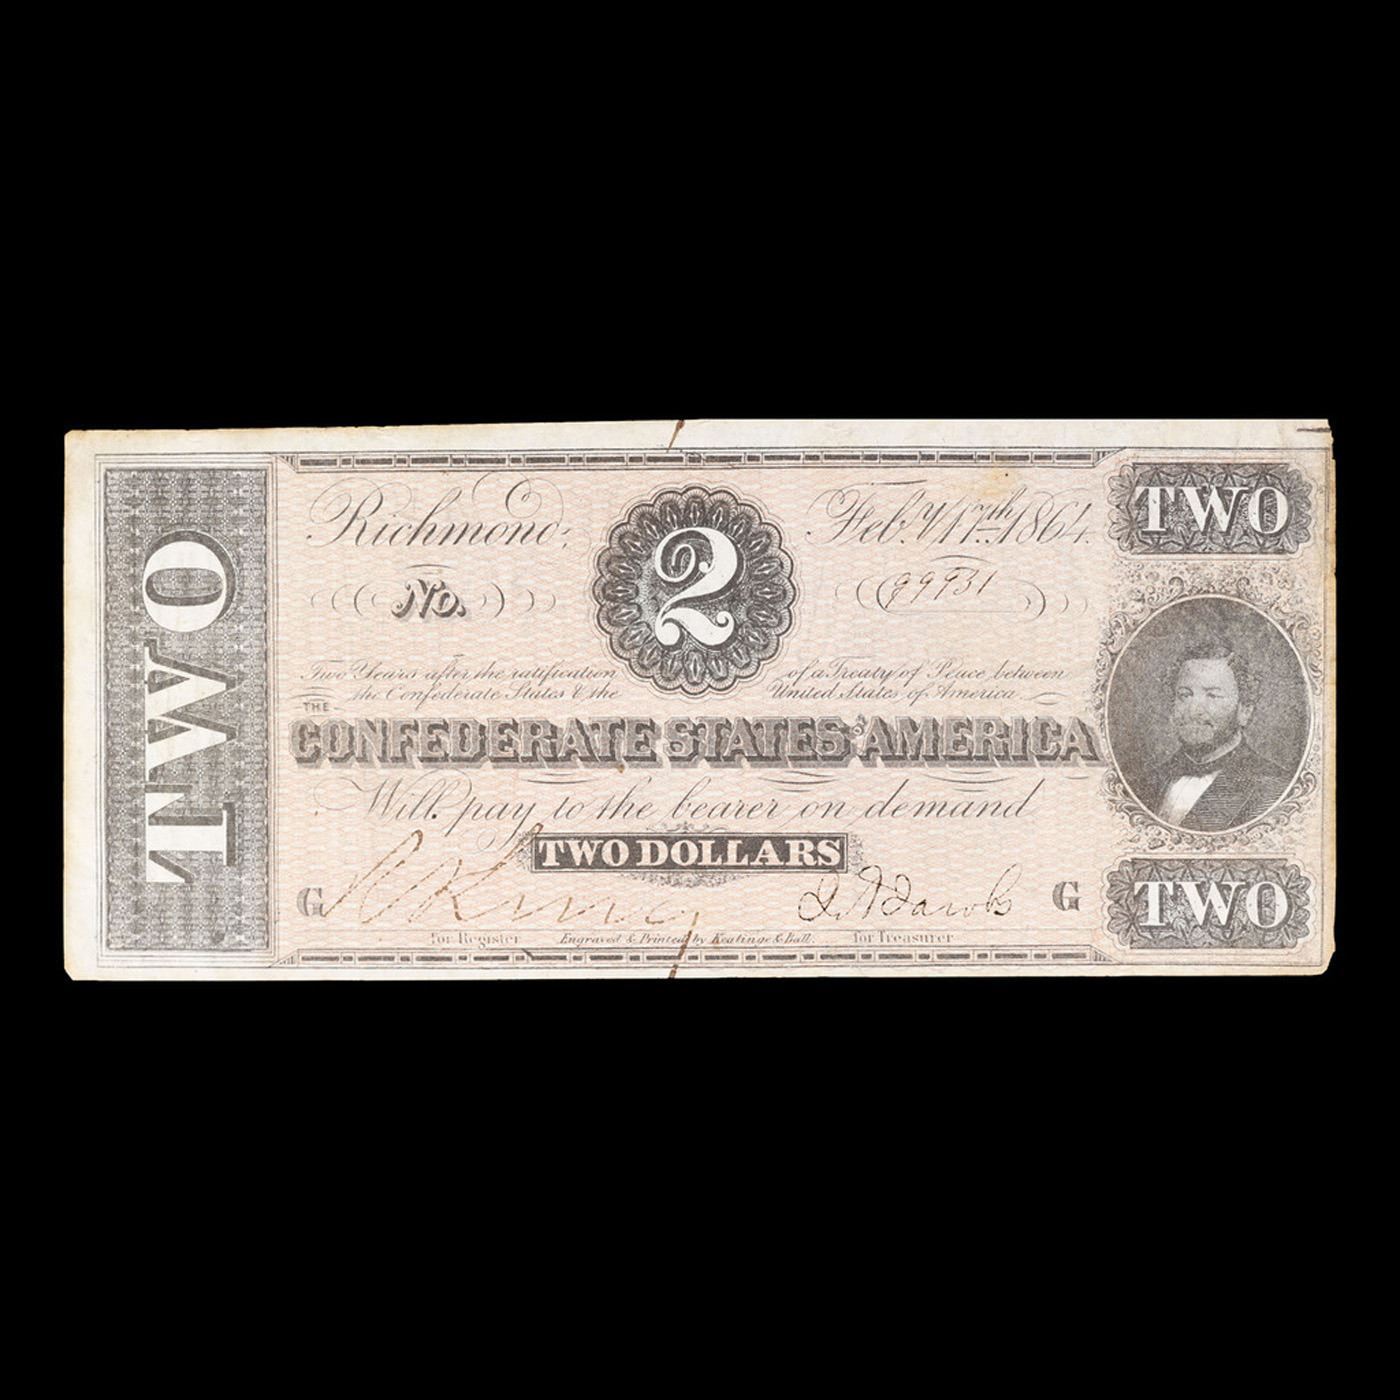 TWO
Richmond, Feby. 17th 1864.
TWO
2
No. 99931
Two Years after the ratification of a Treaty of Peace between
the Confederate States & the United States of America
THE
CONFEDERATE STATES OF AMERICA
Will pay to the bearer on demand
TWO DOLLARS
G G
for Register Engraved & Printed by Keatinge & Ball. for Treasurer
TWO